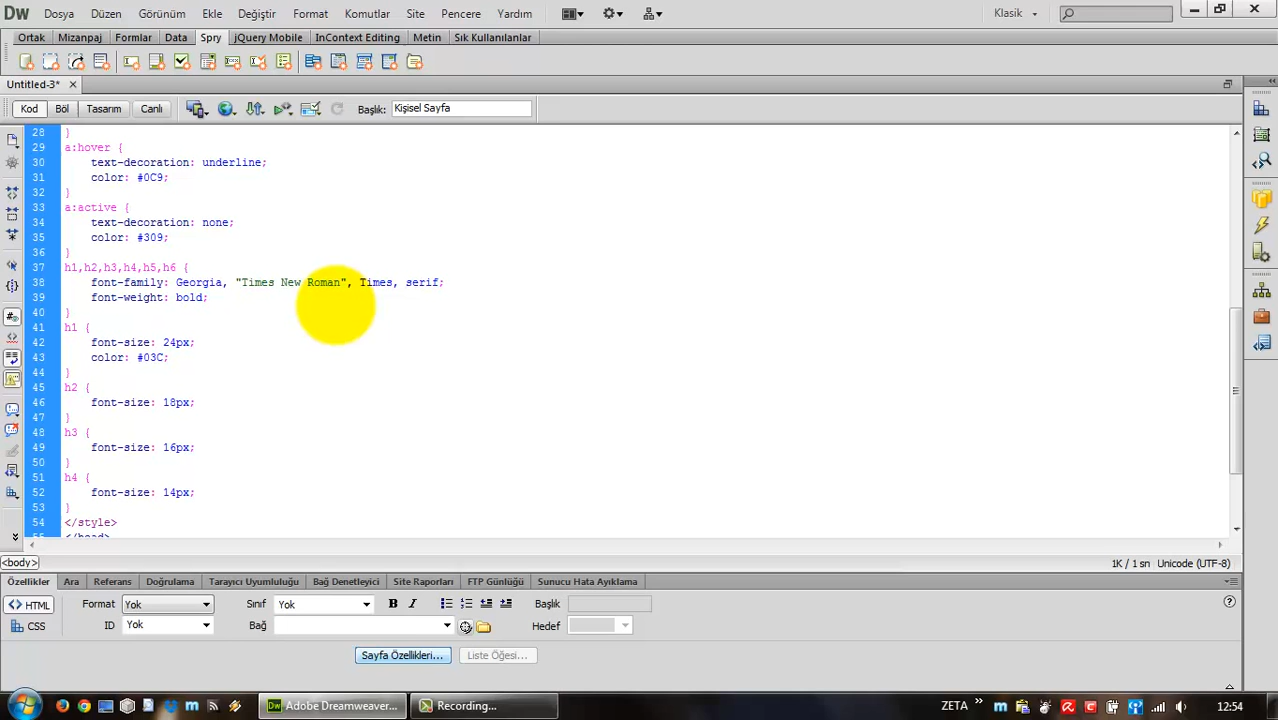 Dw Dosya Düzen Görünüm Ekle Değiştir Format Komutlar Site Pencere Yardım Klasik
Ortak Mizanpaj Formlar Data Spry jQuery Mobile InContext Editing Metin Sık Kullanılanlar
Untitled-3*
Kod Böl Tasarım Canlı Başlık: Kişisel Sayfa
28 }
29 a:hover {
30 text-decoration: underline;
31 color: #0C9;
32 }
33 a:active {
34 text-decoration: none;
35 color: #309;
36 }
37 h1,h2,h3,h4,h5,h6 {
38 font-family: Georgia, "Times New Roman", Times, serif;
39 font-weight: bold;
40 }
41 h1 {
42 font-size: 24px;
43 color: #03C;
44 }
45 h2 {
46 font-size: 18px;
47 }
48 h3 {
49 font-size: 16px;
50 }
51 h4 {
52 font-size: 14px;
53 }
54 </style>
55 </head>
<body> 1K / 1 sn Unicode (UTF-8)
Özellikler Ara Referans Doğrulama Tarayıcı Uyumluluğu Bağ Denetleyici Site Raporları FTP Günlüğü Sunucu Hata Ayıklama
<> HTML Format Yok Sınıf Yok B I Başlık
CSS ID Yok Bağ Hedef
Sayfa Özellikleri... Liste Öğesi...
Dw Adobe Dreamweaver... Recording... ZETA » 12:54